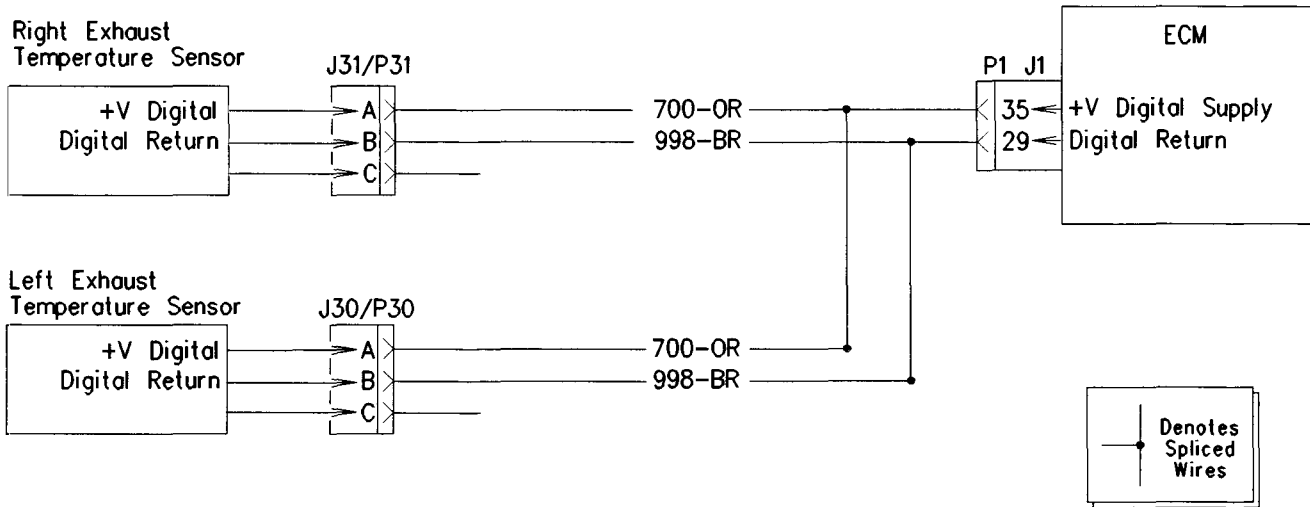 Right Exhaust
Temperature Sensor
J31/P31
+V Digital
Digital Return
A
B
C
700-OR
998-BR
ECM
P1 J1
35 +V Digital Supply
29 Digital Return
Left Exhaust
Temperature Sensor
J30/P30
+V Digital
Digital Return
A
B
C
700-OR
998-BR
Denotes
Spliced
Wires